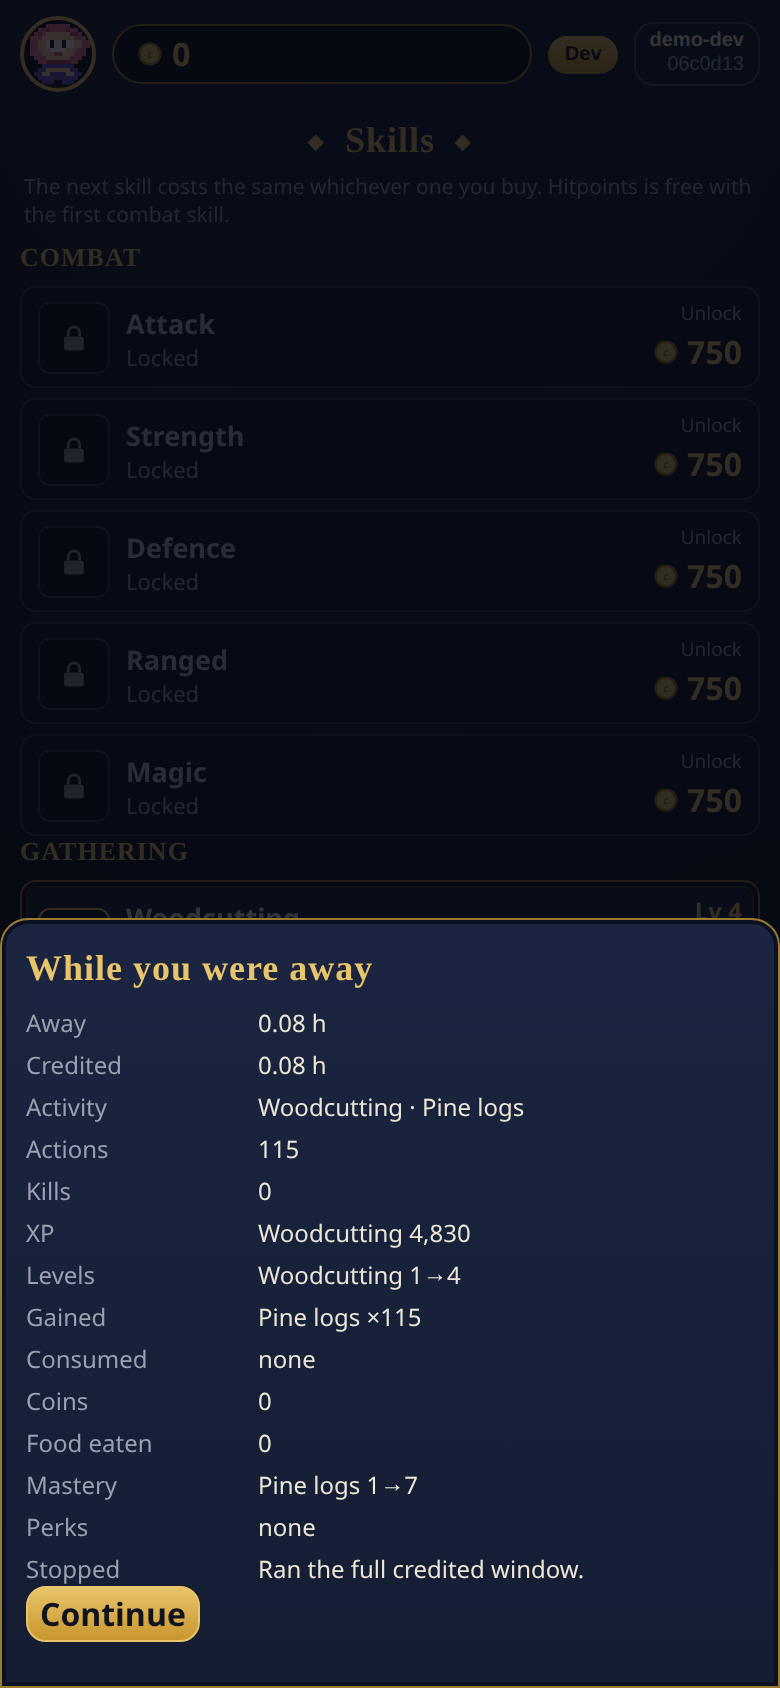 0
Dev
demo-dev
06c0d13
Skills
The next skill costs the same whichever one you buy. Hitpoints is free with
the first combat skill.
COMBAT
Attack
Locked
Unlock
750
Strength
Locked
Unlock
750
Defence
Locked
Unlock
750
Ranged
Locked
Unlock
750
Magic
Locked
Unlock
750
GATHERING
Woodcutting
Lv 4
While you were away
Away 0.08 h
Credited 0.08 h
Activity Woodcutting · Pine logs
Actions 115
Kills 0
XP Woodcutting 4,830
Levels Woodcutting 1→4
Gained Pine logs ×115
Consumed none
Coins 0
Food eaten 0
Mastery Pine logs 1→7
Perks none
Stopped Ran the full credited window.
Continue